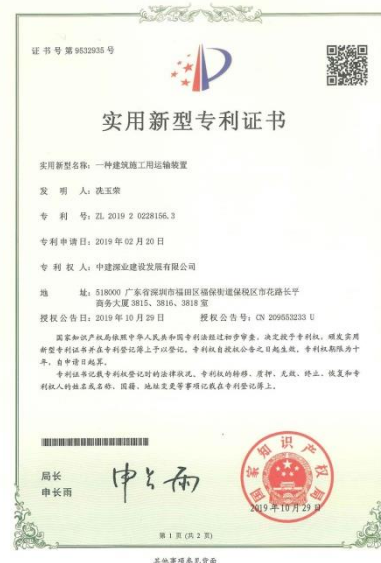 证书号第9532935号
实用新型专利证书
实用新型名称：一种建筑施工用运输装置
发 明 人：冼玉荣
专 利 号：ZL 2019 2 0228156.3
专利申请日：2019年02月20日
专 利 权 人：中建深业建设发展有限公司
地 址：518000 广东省深圳市福田区福保街道保税区市花路长平
商务大厦3815、3816、3818室
授权公告日：2019年10月29日 授权公告号：CN 209553233 U
国家知识产权局依照中华人民共和国专利法经过初步审查，决定授予专利权，颁发实用
新型专利证书并在专利登记簿上予以登记。专利权自授权公告之日起生效。专利权期限为十
年，自申请日起算。
专利证书记载专利权登记时的法律状况。专利权的转移、质押、无效、终止、恢复和专
利权人的姓名或名称、国籍、地址变更等事项记载在专利登记簿上。
局长
申长雨
申长雨
国家知识产权局
2019年10月29日
第 1 页 (共 2 页)
其他事项参见背面